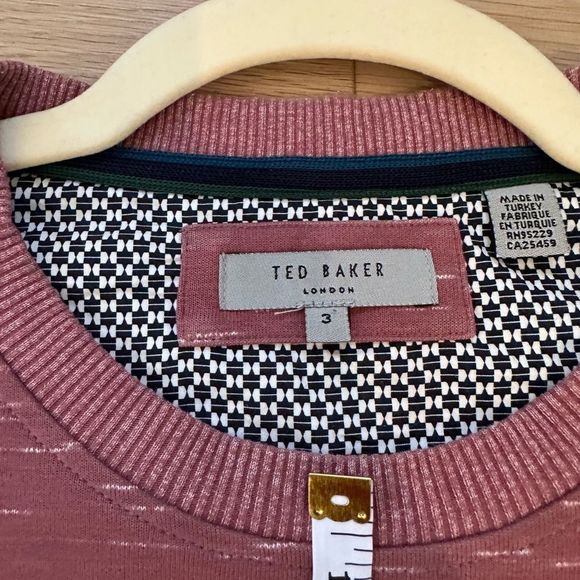 TED BAKER
LONDON
3
MADE IN
TURKEY
FABRIQUE
EN TURQUIE
RN95229
CA25459